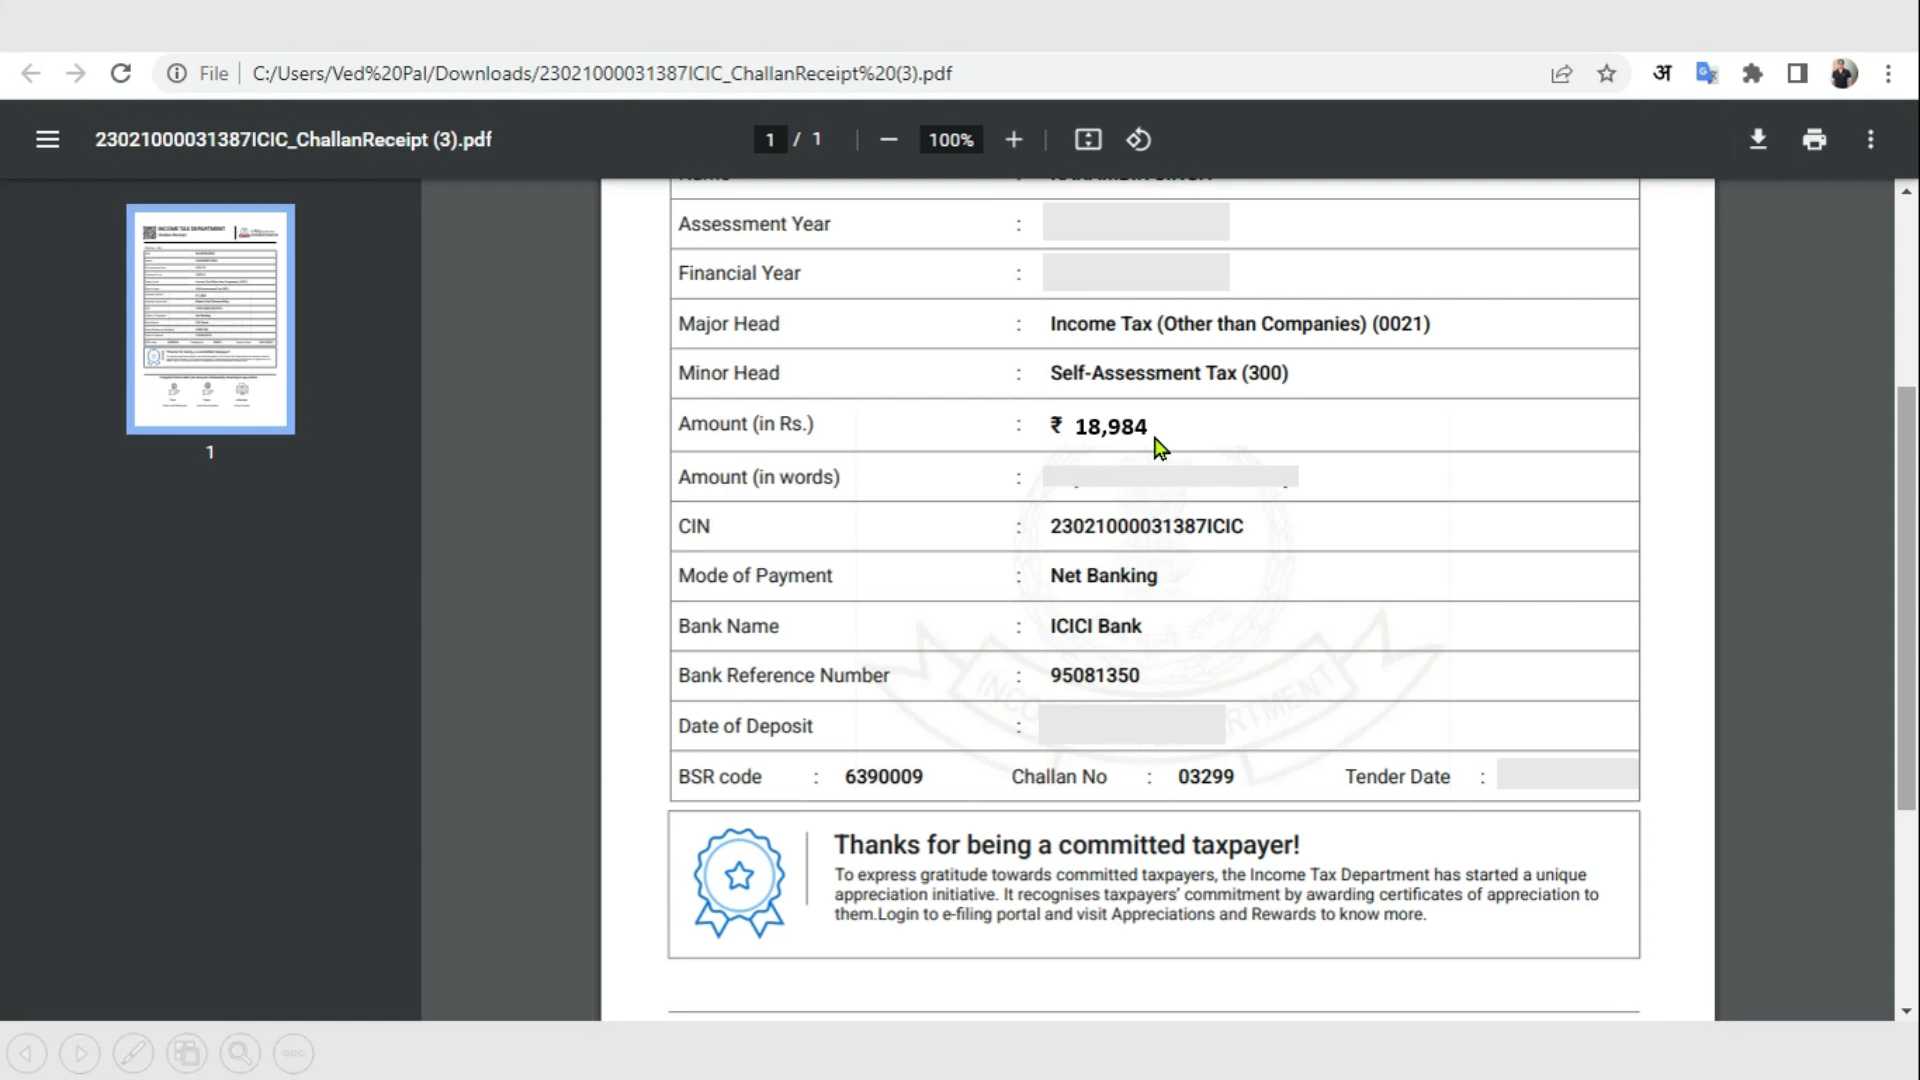 File C:/Users/Ved%20Pal/Downloads/23021000031387ICIC_ChallanReceipt%20(3).pdf अ
23021000031387ICIC_ChallanReceipt (3).pdf 1 / 1 100%
INCOME TAX DEPARTMENT
Assessment Year :
Financial Year :
Major Head : Income Tax (Other than Companies) (0021)
Minor Head : Self-Assessment Tax (300)
Amount (in Rs.) : ₹ 18,984
Amount (in words) :
CIN : 23021000031387ICIC
Mode of Payment : Net Banking
Bank Name : ICICI Bank
Bank Reference Number : 95081350
Date of Deposit :
BSR code : 6390009 Challan No : 03299 Tender Date :
Thanks for being a committed taxpayer!
To express gratitude towards committed taxpayers, the Income Tax Department has started a unique
appreciation initiative. It recognises taxpayers' commitment by awarding certificates of appreciation to
them.Login to e-filing portal and visit Appreciations and Rewards to know more.
1